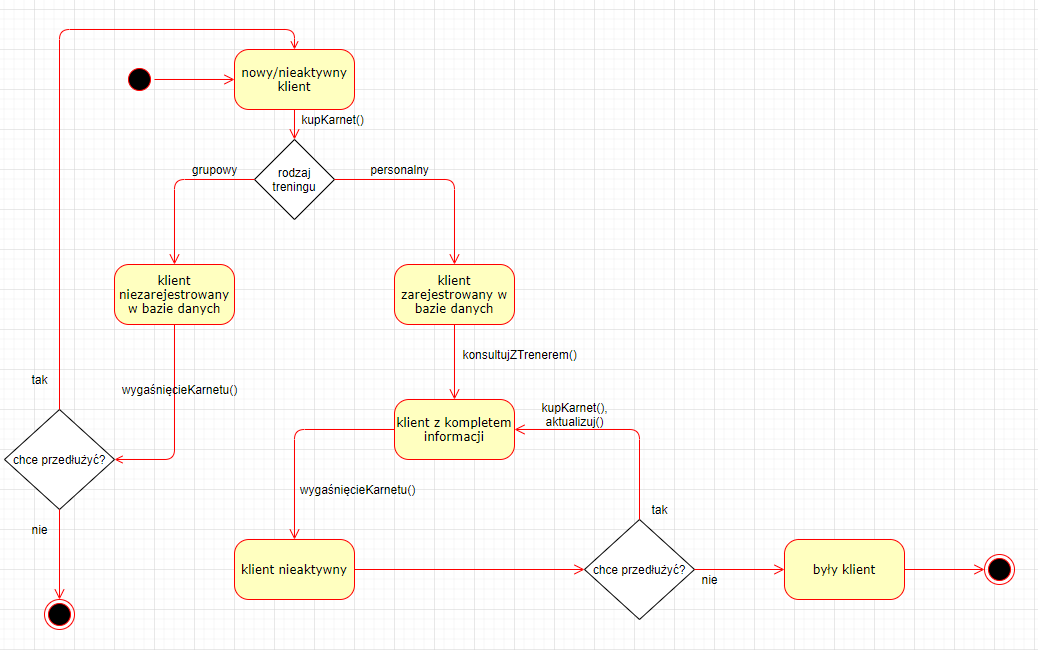 nowy/nieaktywny
klient
kupKarnet()
grupowy
rodzaj
treningu
personalny
klient
niezarejestrowany
w bazie danych
klient
zarejestrowany w
bazie danych
konsultujZTrenerem()
tak
wygaśnięcieKarnetu()
kupKarnet(),
aktualizuj()
klient z kompletem
informacji
chce przedłużyć?
wygaśnięcieKarnetu()
tak
nie
klient nieaktywny
chce przedłużyć?
nie
były klient